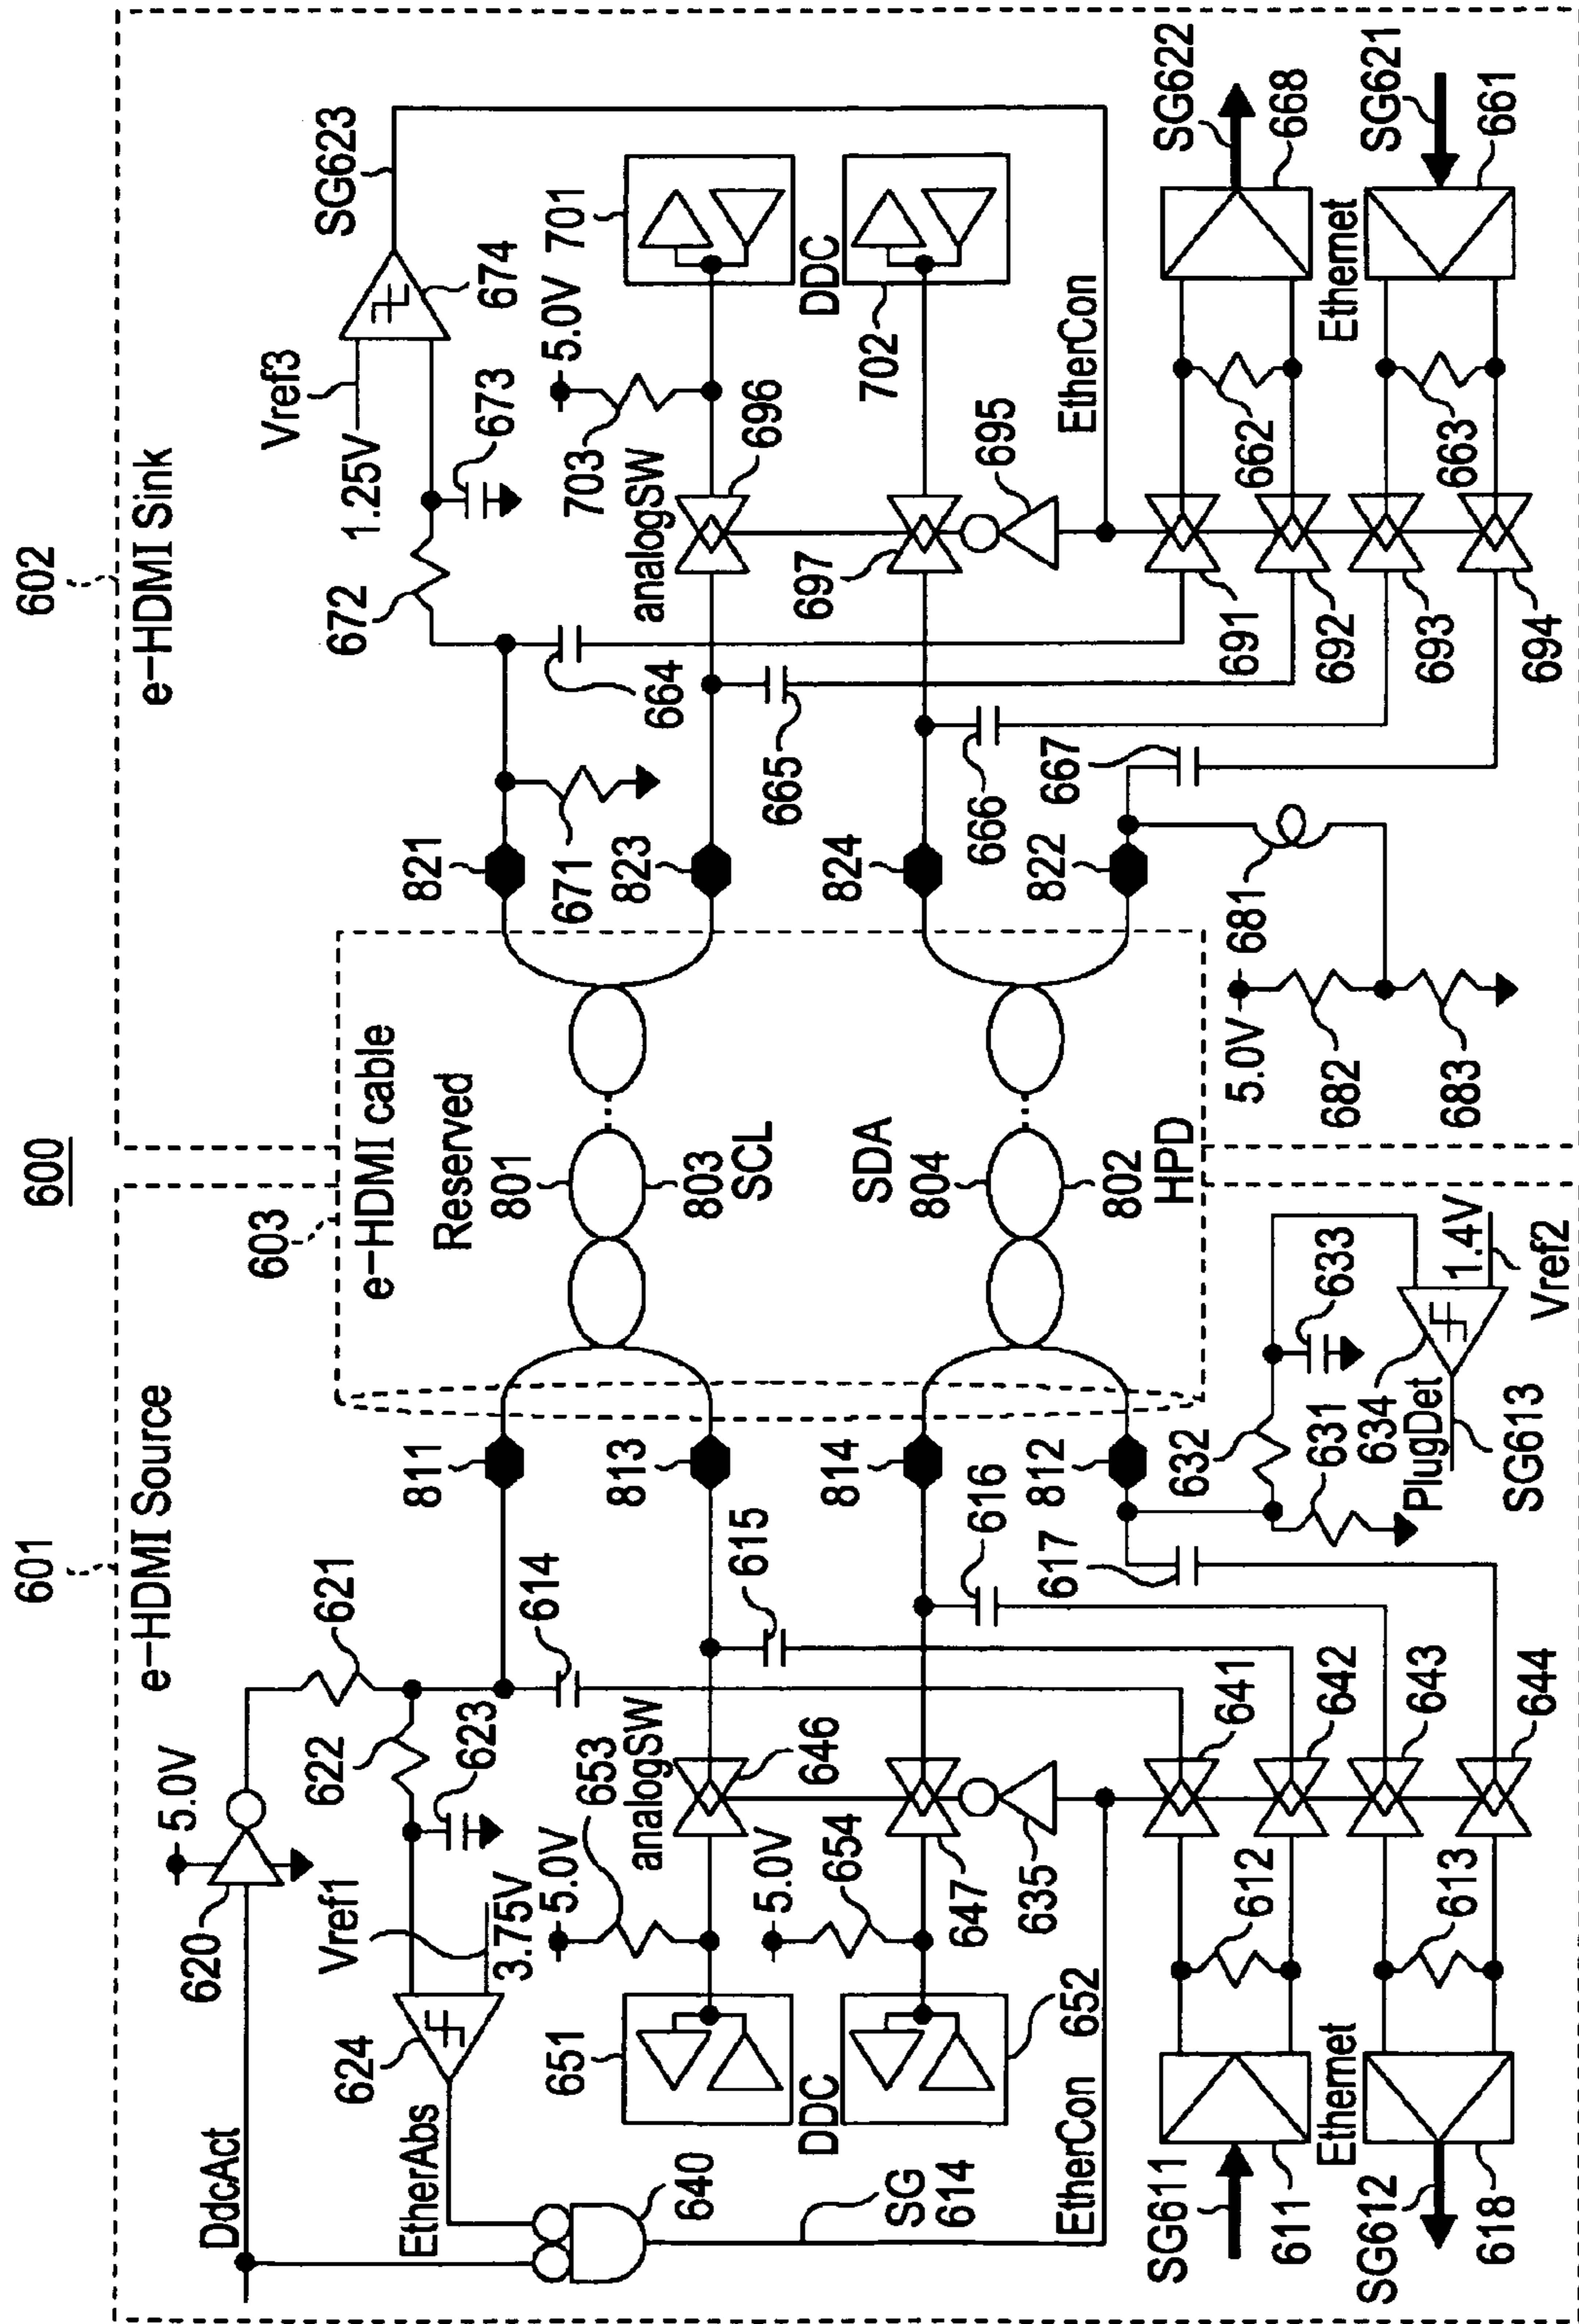 600
601
e-HDMI Source
603
e-HDMI cable
602
e-HDMI Sink
DdcAct
5.0V
620
621
622
623
Vref1
3.75V
624
EtherAbs
640
SG
614
EtherCon
614
811
Reserved
801
803
SCL
821
671
672
664
673
Vref3
1.25V
674
SG623
651
5.0V
653
analogSW
646
615
813
823
665
analogSW
696
703
5.0V
701
DDC
652
5.0V
654
647
635
616
814
SDA
804
802
HPD
824
666
697
695
702
DDC
EtherCon
812
617
822
667
681
5.0V
682
683
632
631
633
634
PlugDet
SG613
1.4V
Vref2
SG611
611
Ethernet
SG612
618
612
613
641
642
643
644
691
692
693
694
662
663
Ethernet
SG622
668
SG621
661